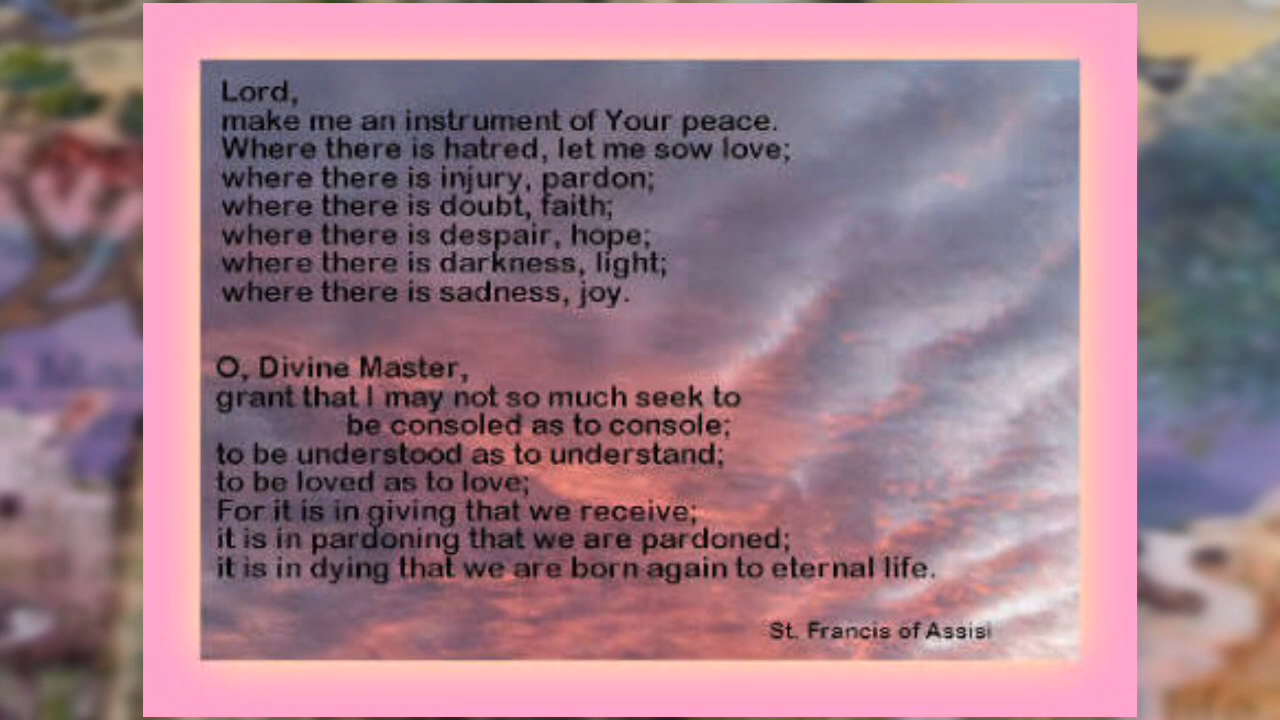 Lord,
make me an instrument of Your peace.
Where there is hatred, let me sow love;
where there is injury, pardon;
where there is doubt, faith;
where there is despair, hope;
where there is darkness, light;
where there is sadness, joy.
O, Divine Master,
grant that I may not so much seek to
be consoled as to console;
to be understood as to understand;
to be loved as to love;
For it is in giving that we receive;
it is in pardoning that we are pardoned;
it is in dying that we are born again to eternal life.
St. Francis of Assisi